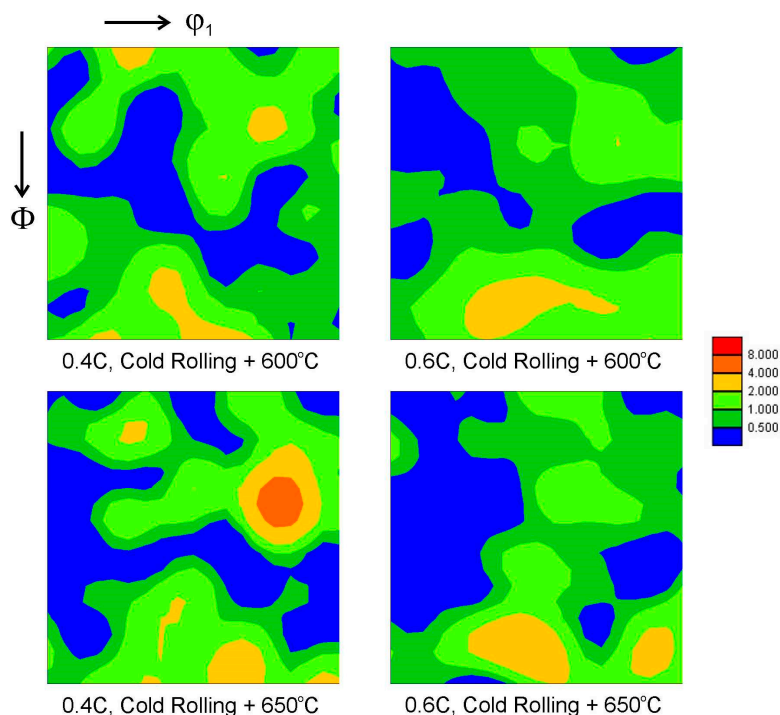 φ1
Φ
0.4C, Cold Rolling + 600°C
0.6C, Cold Rolling + 600°C
8.000
4.000
2.000
1.000
0.500
0.4C, Cold Rolling + 650°C
0.6C, Cold Rolling + 650°C